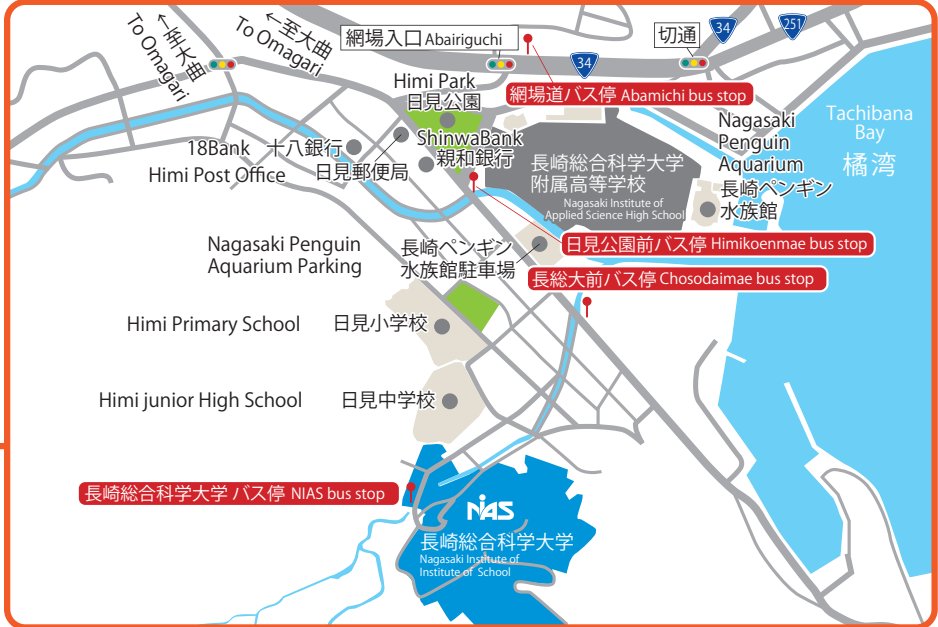 ←至大曲
To Omagari
←至大曲
To Omagari
網場入口 Abairiguchi
切通
34
251
34
網場道バス停 Abamichi bus stop
Himi Park
日見公園
Nagasaki
Penguin
Aquarium
長崎ペンギン
水族館
Tachibana
Bay
橘湾
18Bank 十八銀行
Himi Post Office 日見郵便局
ShinwaBank
親和銀行
長崎総合科学大学
附属高等学校
Nagasaki Institute of
Applied Science High School
Nagasaki Penguin
Aquarium Parking
長崎ペンギン
水族館駐車場
日見公園前バス停 Himikoenmae bus stop
長総大前バス停 Chosodaimae bus stop
Himi Primary School 日見小学校
Himi junior High School 日見中学校
長崎総合科学大学 バス停 NIAS bus stop
NiAS
長崎総合科学大学
Nagasaki Institute of
Institute of School